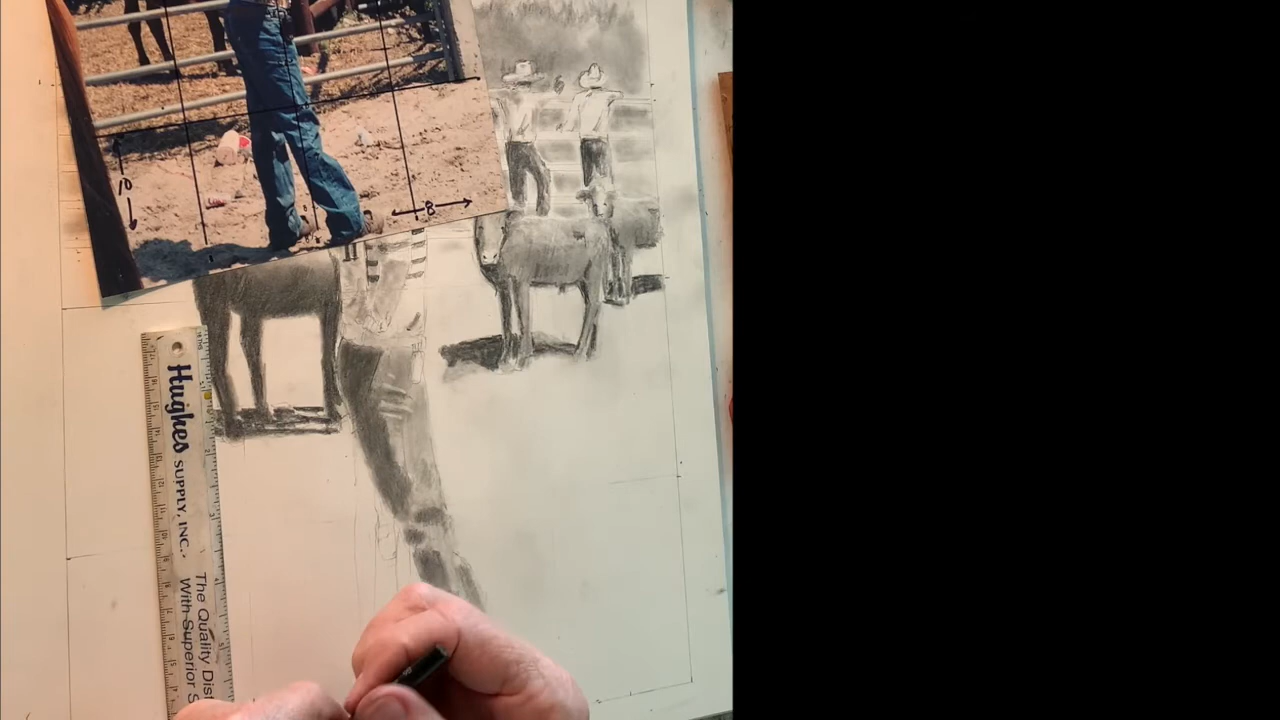 10
8
Hughes SUPPLY, INC.
The Quality Dist
With Superior S